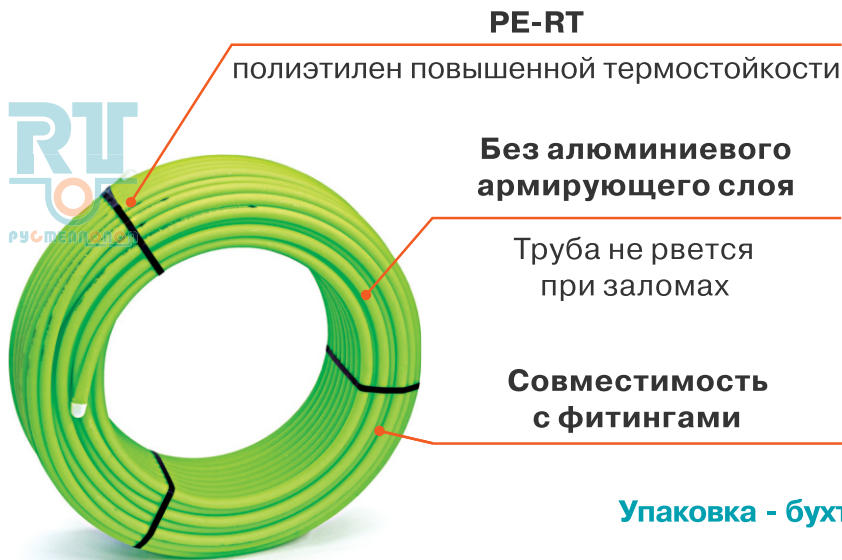 PE-RT
полиэтилен повышенной термостойкости
RT
РУСТЕПЛОПОЛ
Без алюминиевого
армирующего слоя
Труба не рвется
при заломах
Совместимость
с фитингами
Упаковка - бухт